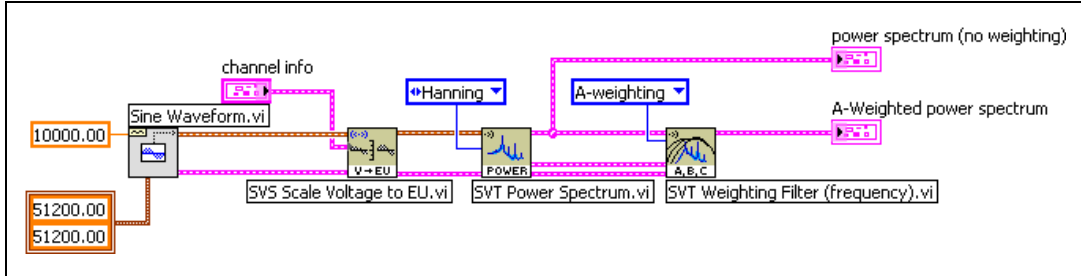 power spectrum (no weighting)
channel info
Hanning
A-weighting
A-Weighted power spectrum
Sine Waveform.vi
10000.00
V→EU
POWER
A,B,C
SVS Scale Voltage to EU.vi
SVT Power Spectrum.vi
SVT Weighting Filter (frequency).vi
51200.00
51200.00